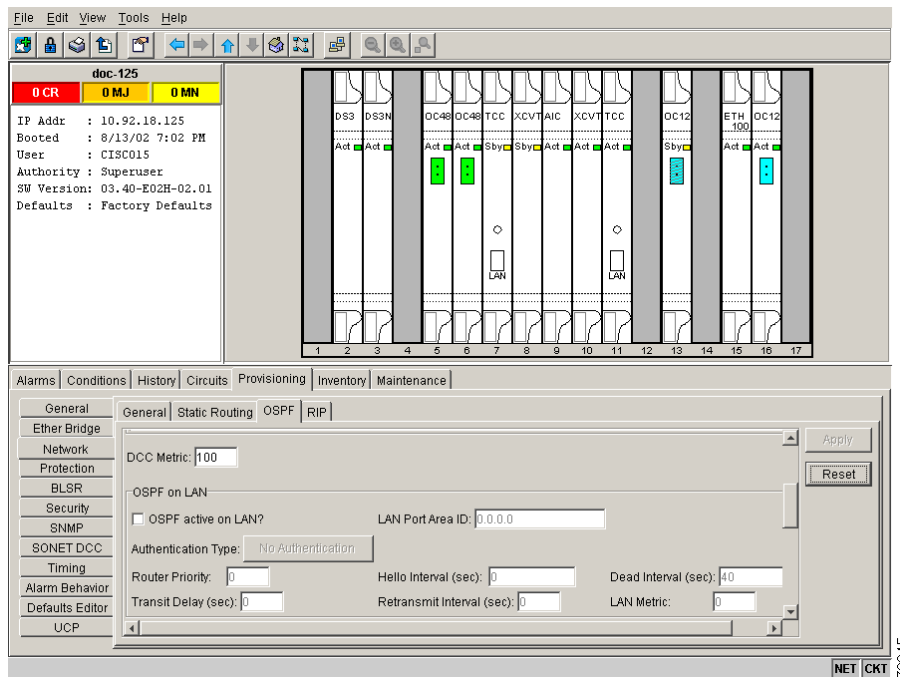 File Edit View Tools Help
doc-125
0 CR 0 MJ 0 MN
IP Addr : 10.92.18.125
Booted : 8/13/02 7:02 PM
User : CISCO15
Authority : Superuser
SW Version: 03.40-E02H-02.01
Defaults : Factory Defaults
DS3 DS3N OC48 OC48 TCC XCVT AIC XCVT TCC OC12 ETH 100 OC12
Act Act Act Act Sby Sby Act Act Act Sby Act Act
LAN LAN
1 2 3 4 5 6 7 8 9 10 11 12 13 14 15 16 17
Alarms Conditions History Circuits Provisioning Inventory Maintenance
General
Ether Bridge
Network
Protection
BLSR
Security
SNMP
SONET DCC
Timing
Alarm Behavior
Defaults Editor
UCP
General Static Routing OSPF RIP
DCC Metric: 100
OSPF on LAN
OSPF active on LAN? LAN Port Area ID: 0.0.0.0
Authentication Type: No Authentication
Router Priority: 0 Hello Interval (sec): 0 Dead Interval (sec): 40
Transit Delay (sec): 0 Retransmit Interval (sec): 0 LAN Metric: 0
Apply
Reset
NET CKT